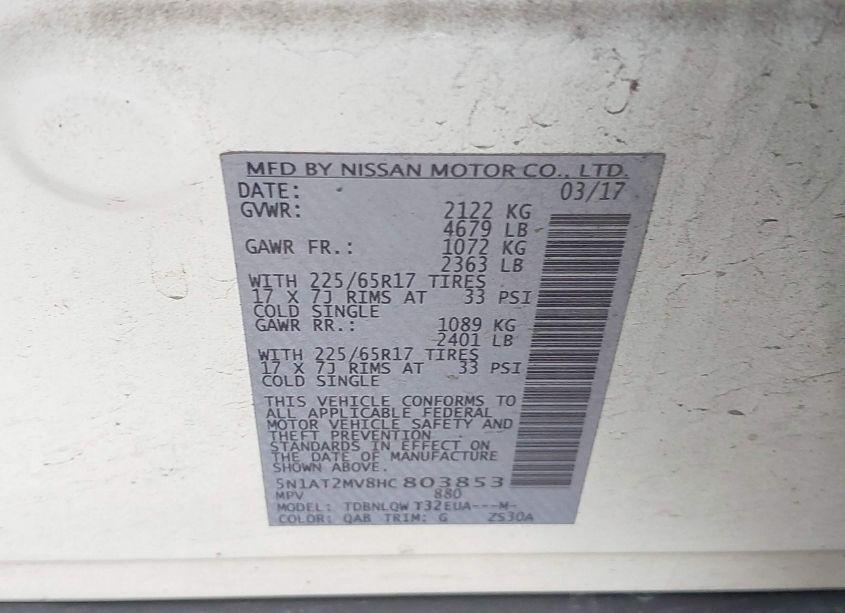 MFD BY NISSAN MOTOR CO., LTD.
DATE: 03/17
GVWR: 2122 KG
4679 LB
GAWR FR.: 1072 KG
2363 LB
WITH 225/65R17 TIRES
17 X 7J RIMS AT 33 PSI
COLD SINGLE
GAWR RR.: 1089 KG
2401 LB
WITH 225/65R17 TIRES
17 X 7J RIMS AT 33 PSI
COLD SINGLE
THIS VEHICLE CONFORMS TO
ALL APPLICABLE FEDERAL
MOTOR VEHICLE SAFETY AND
THEFT PREVENTION
STANDARDS IN EFFECT ON
THE DATE OF MANUFACTURE
SHOWN ABOVE.
5N1AT2MV8HC803853
MPV 880
MODEL: TDBNLQW T32EUA---M-
COLOR: QAB TRIM: G ZS30A